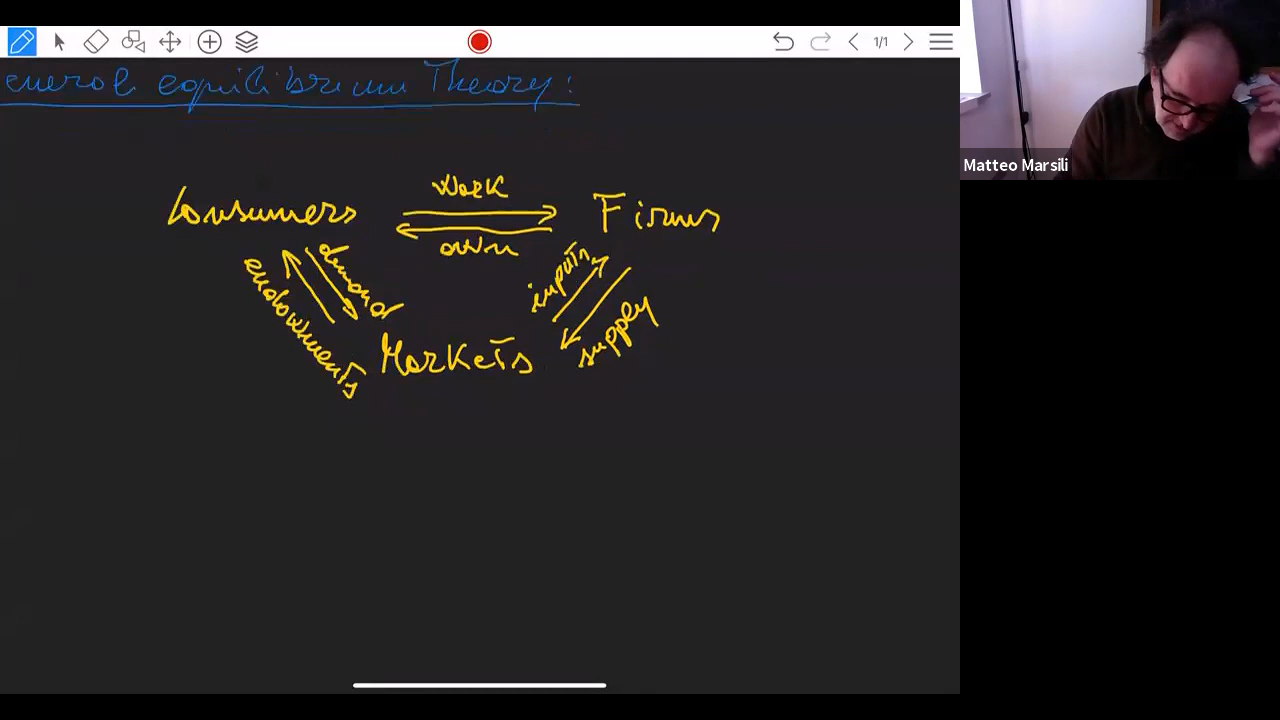 1/1
eneral equilibrium Theory:
Matteo Marsili
work
Consumers
Firms
own
demand
inputs
endowments
supply
Markets